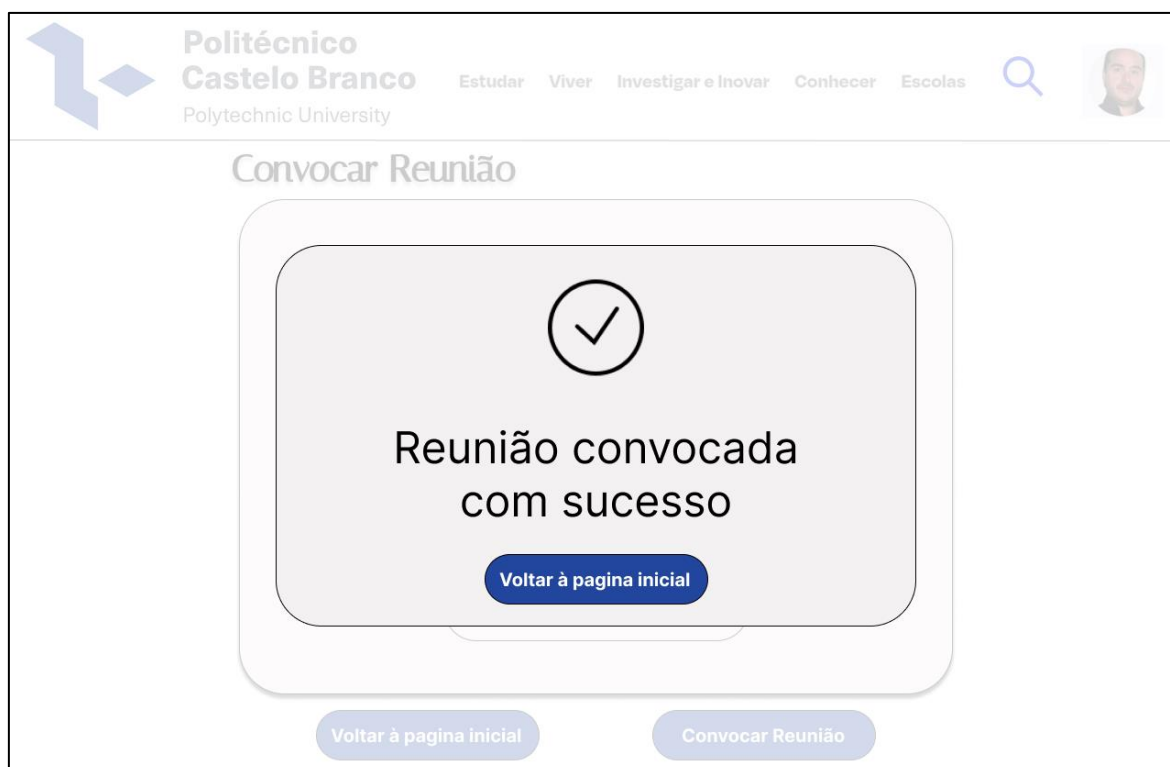 Politécnico
Castelo Branco
Polytechnic University
Estudar Viver Investigar e Inovar Conhecer Escolas
Convocar Reunião
Reunião convocada
com sucesso
Voltar à pagina inicial
Voltar à pagina inicial Convocar Reunião